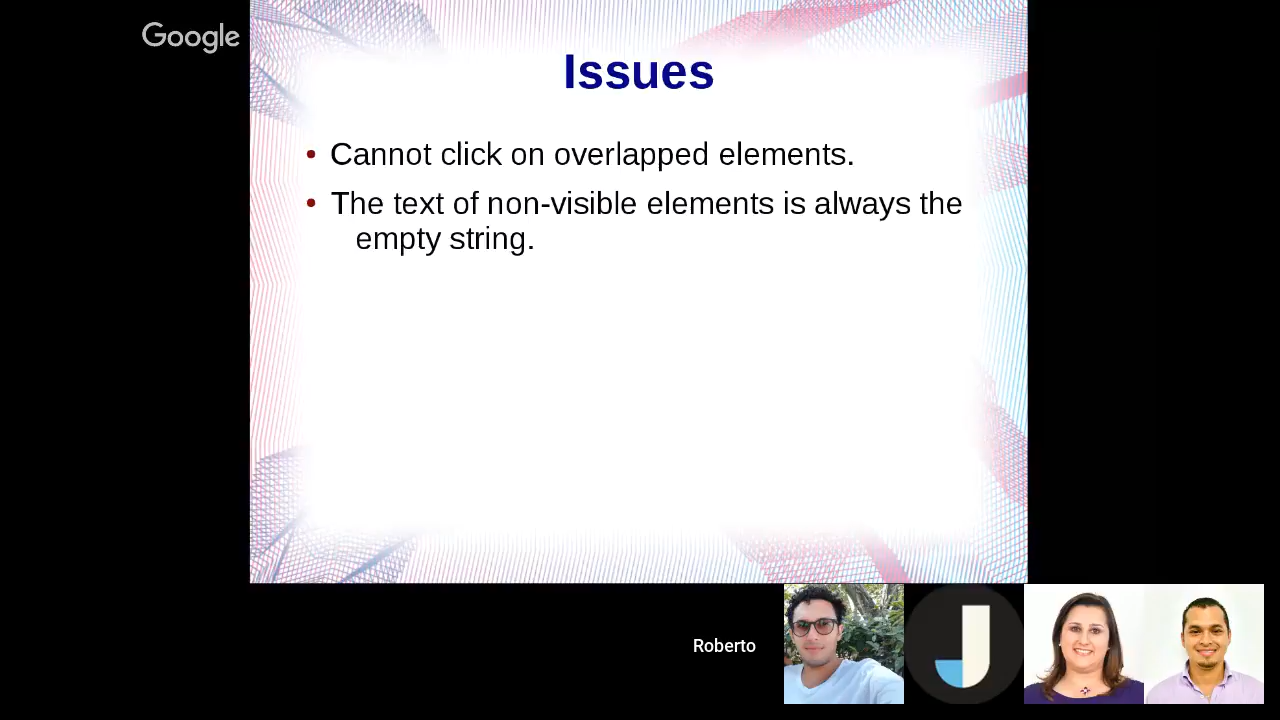 Google
Issues
• Cannot click on overlapped elements.
• The text of non-visible elements is always the
empty string.
Roberto
J